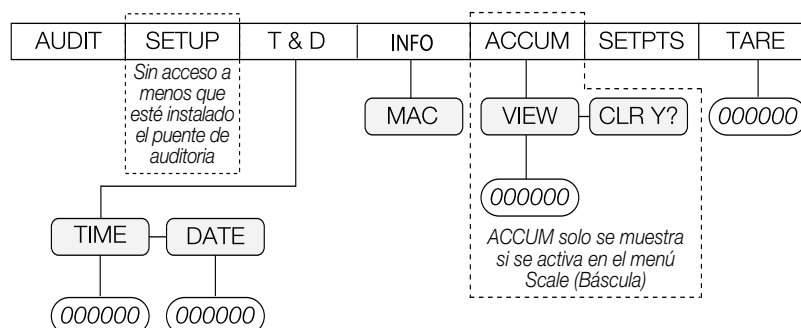 AUDIT SETUP T & D INFO ACCUM SETPTS TARE
Sin acceso a
menos que
esté instalado
el puente de
auditoria
MAC VIEW CLR Y? 000000
000000
TIME DATE
ACCUM solo se muestra
si se activa en el menú
Scale (Báscula)
000000 000000